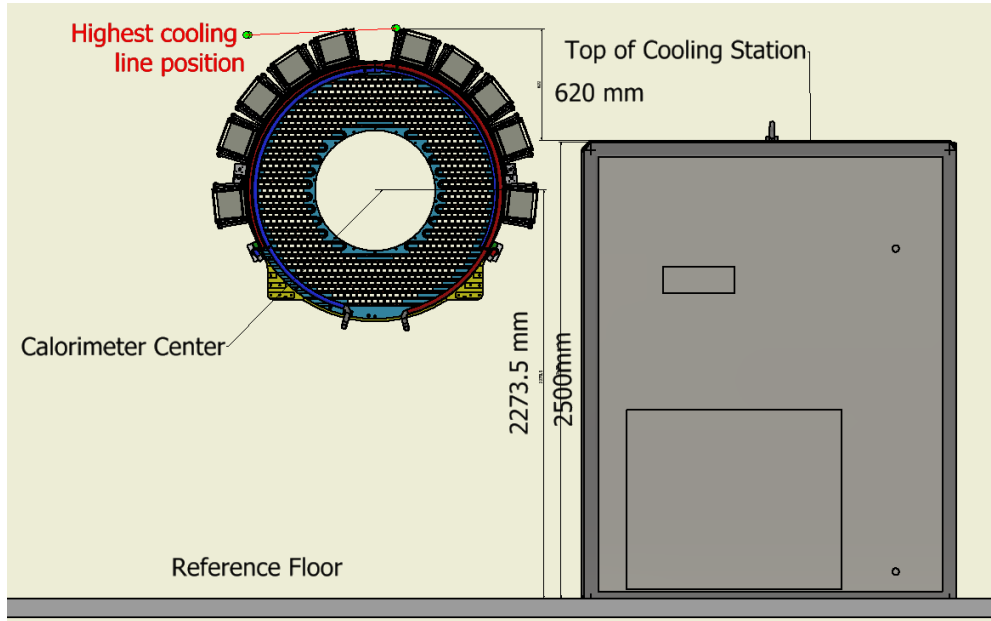 Highest cooling
line position
Top of Cooling Station
620 mm
Calorimeter Center
2273.5 mm
2500mm
Reference Floor